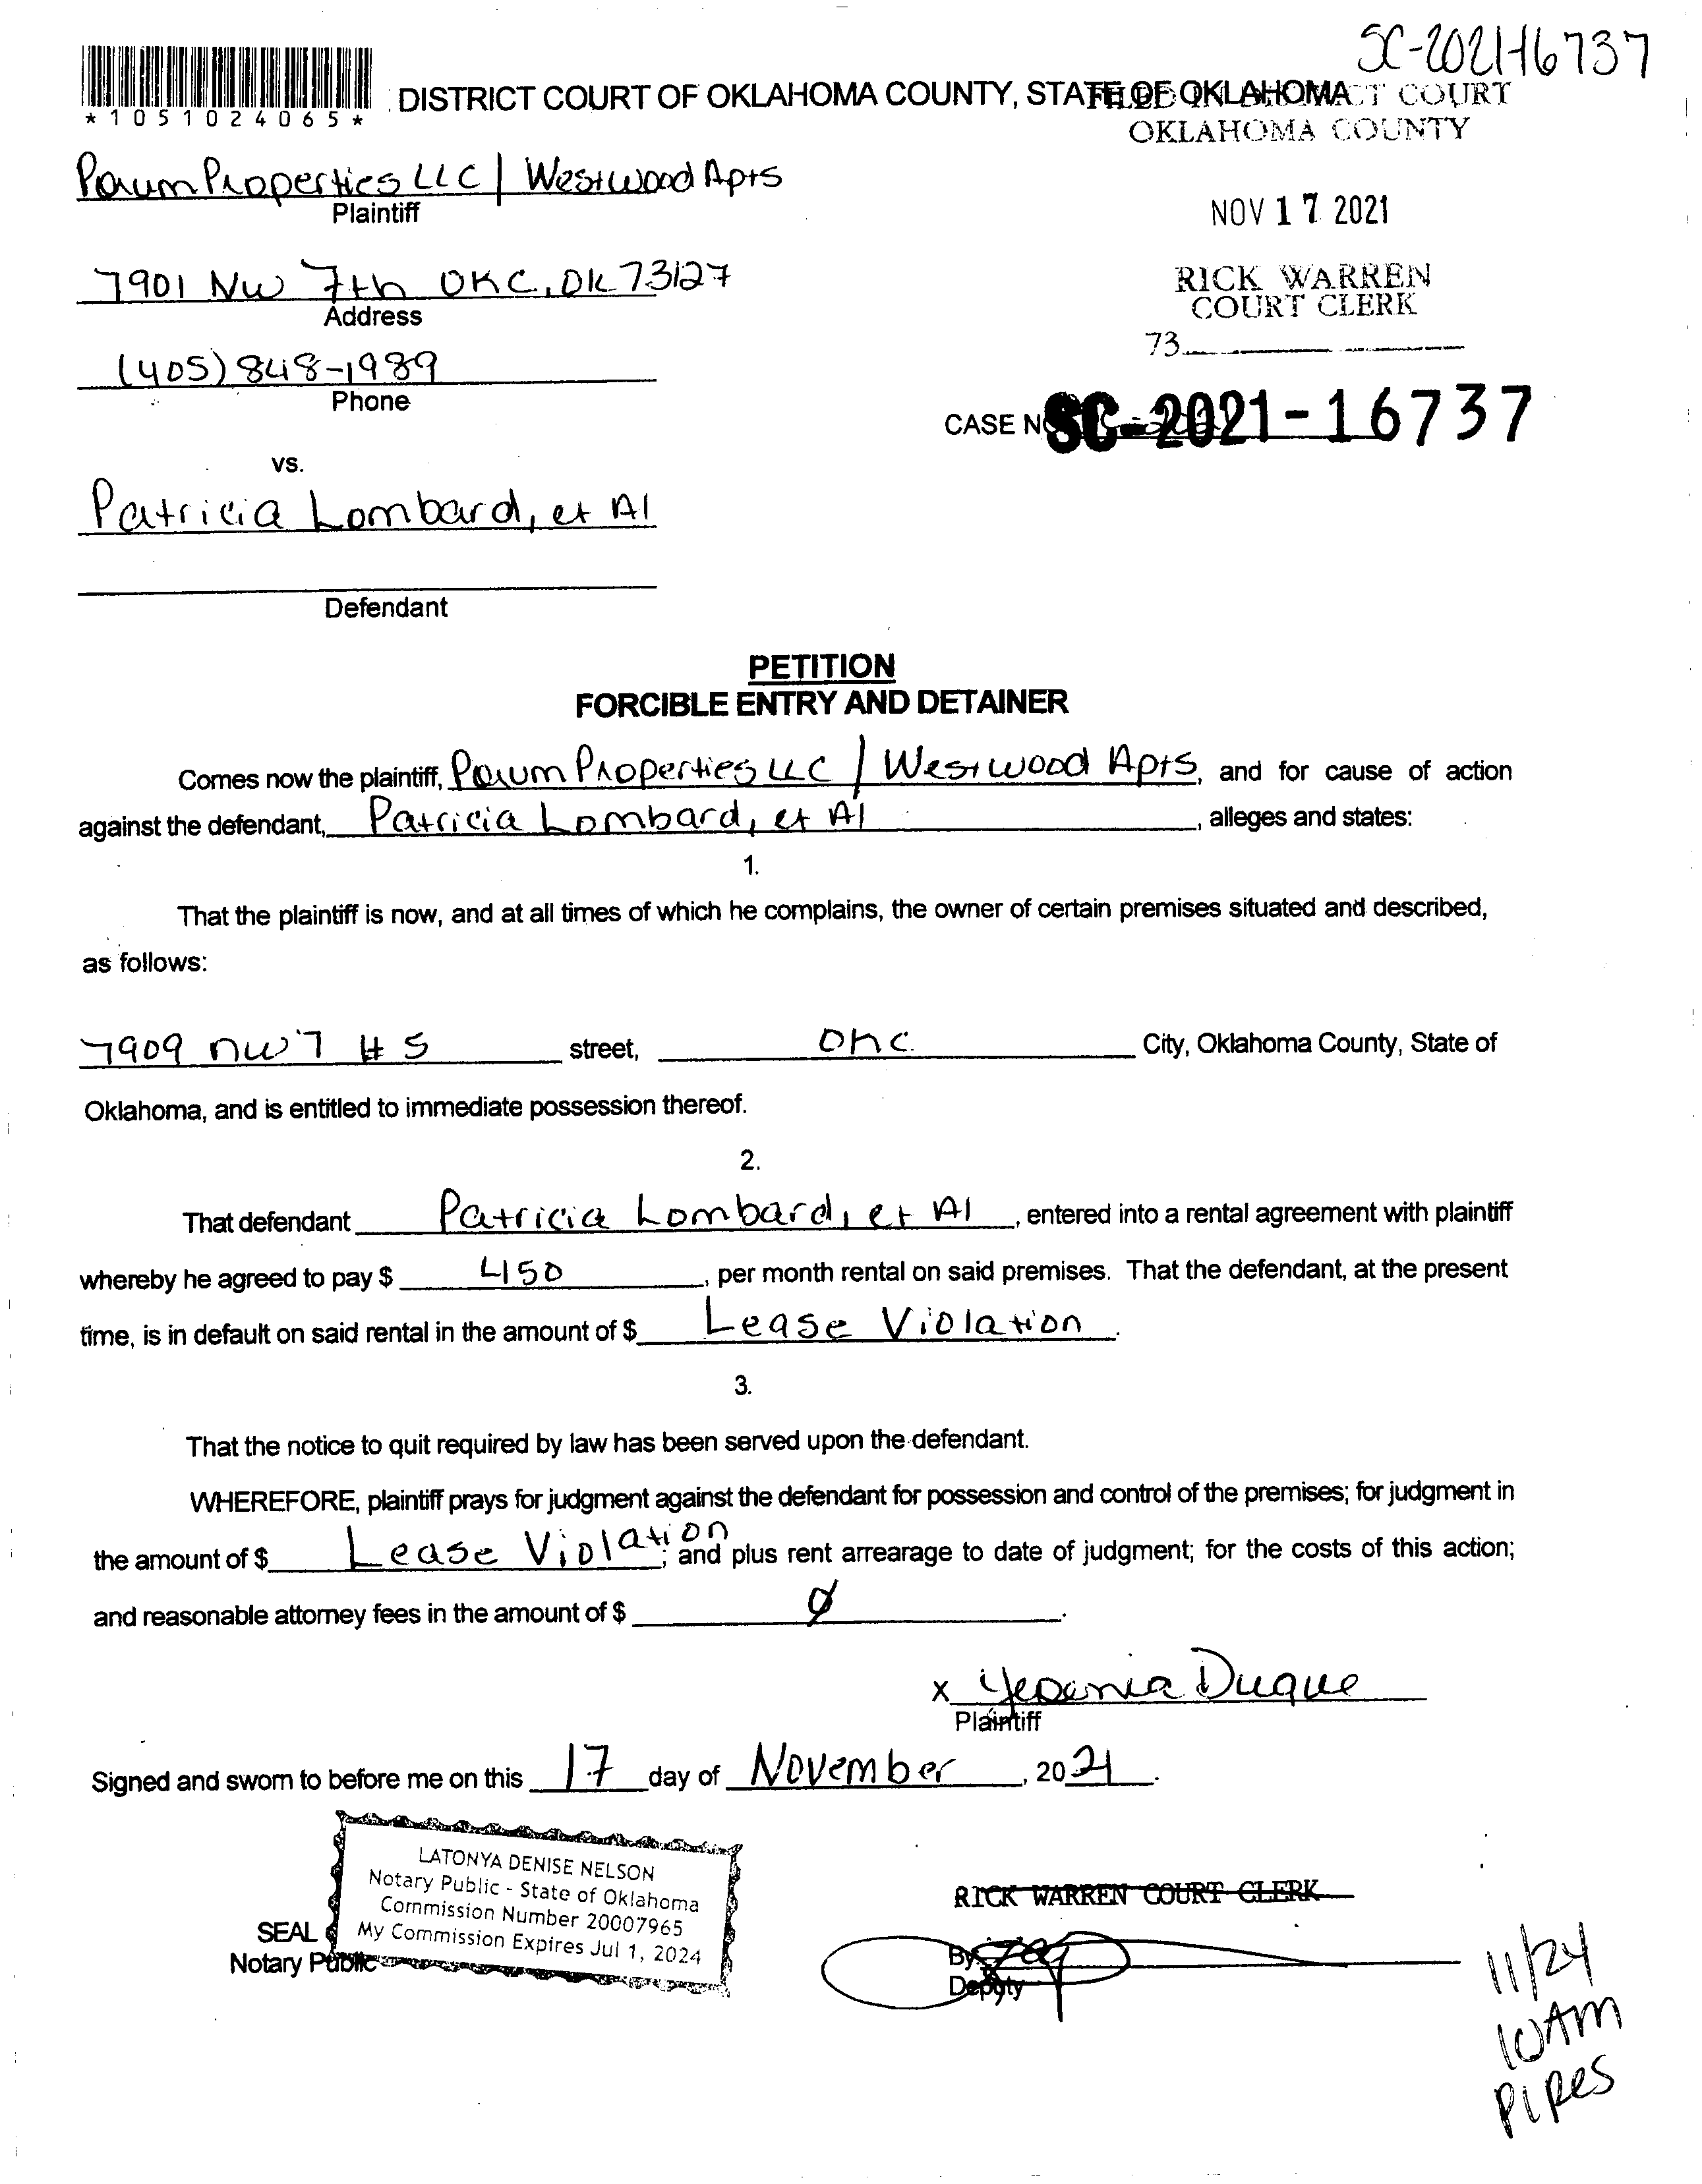 SC-2021-16737
*1051024065*
DISTRICT COURT OF OKLAHOMA COUNTY, STATE OF OKLAHOMA
FILED IN DISTRICT COURT
OKLAHOMA COUNTY
Paum Properties LLC | Westwood Apts
Plaintiff
NOV 17 2021
7901 NW 7th OKC, OK 73127
Address
RICK WARREN
COURT CLERK
73
(405) 848-1989
Phone
CASE NO. SC-2021-16737
vs.
Patricia Lombard, et Al
Defendant
PETITION
FORCIBLE ENTRY AND DETAINER
Comes now the plaintiff, Paum Properties LLC | Westwood Apts, and for cause of action
against the defendant, Patricia Lombard, et Al, alleges and states:
1.
That the plaintiff is now, and at all times of which he complains, the owner of certain premises situated and described,
as follows:
7909 NW 7 # 5 street, OKC City, Oklahoma County, State of
Oklahoma, and is entitled to immediate possession thereof.
2.
That defendant Patricia Lombard, et Al, entered into a rental agreement with plaintiff
whereby he agreed to pay $ 450, per month rental on said premises. That the defendant, at the present
time, is in default on said rental in the amount of $ Lease Violation.
3.
That the notice to quit required by law has been served upon the defendant.
WHEREFORE, plaintiff prays for judgment against the defendant for possession and control of the premises; for judgment in
the amount of $ Lease Violation; and plus rent arrearage to date of judgment; for the costs of this action;
and reasonable attorney fees in the amount of $ Ø.
x Yesenia Duque
Plaintiff
Signed and sworn to before me on this 17 day of November, 2021.
LATONYA DENISE NELSON
Notary Public - State of Oklahoma
Commission Number 20007965
My Commission Expires Jul 1, 2024
SEAL
Notary Public
RICK WARREN COURT CLERK
By
Deputy
11/24
10AM
Pipes